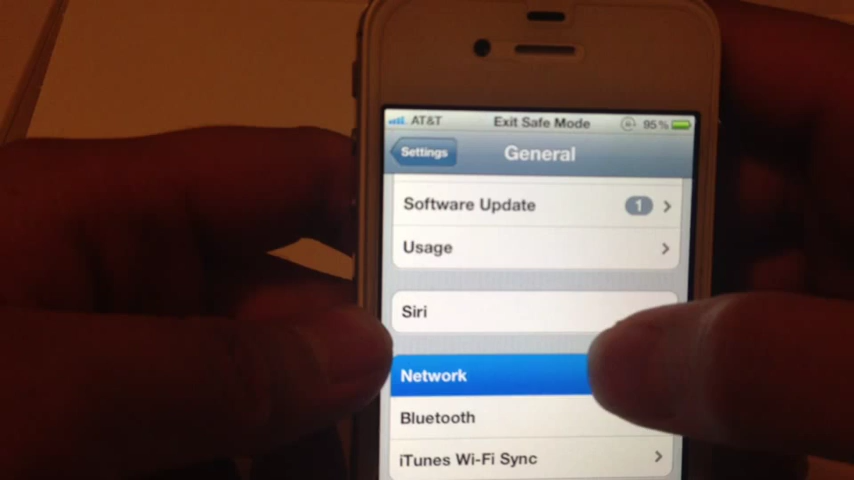 AT&T Exit Safe Mode 95%
Settings General
Software Update 1
Usage
Siri
Network
Bluetooth
iTunes Wi-Fi Sync